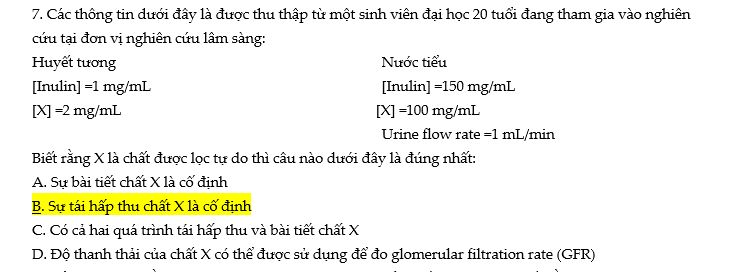 7. Các thông tin dưới đây là được thu thập từ một sinh viên đại học 20 tuổi đang tham gia vào nghiên
cứu tại đơn vị nghiên cứu lâm sàng:
Huyết tương Nước tiểu
[Inulin] =1 mg/mL [Inulin] =150 mg/mL
[X] =2 mg/mL [X] =100 mg/mL
Urine flow rate =1 mL/min
Biết rằng X là chất được lọc tự do thì câu nào dưới đây là đúng nhất:
A. Sự bài tiết chất X là cố định
B. Sự tái hấp thu chất X là cố định
C. Có cả hai quá trình tái hấp thu và bài tiết chất X
D. Độ thanh thải của chất X có thể được sử dụng để đo glomerular filtration rate (GFR)